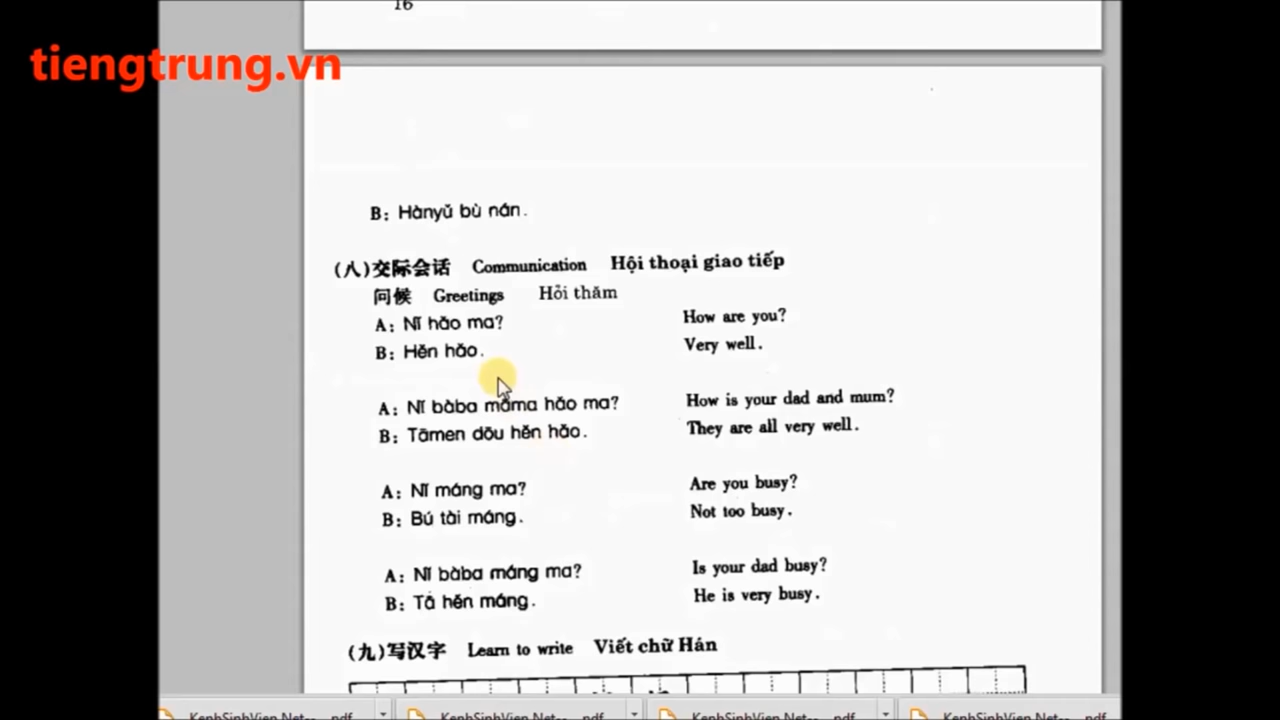 16
tiengtrung.vn
B: Hànyǔ bù nán.
(八)交际会话 Communication Hội thoại giao tiếp
问候 Greetings Hỏi thăm
A: Nǐ hǎo ma? How are you?
B: Hěn hǎo. Very well.
A: Nǐ bàba māma hǎo ma? How is your dad and mum?
B: Tāmen dōu hěn hǎo. They are all very well.
A: Nǐ máng ma? Are you busy?
B: Bú tài máng. Not too busy.
A: Nǐ bàba máng ma? Is your dad busy?
B: Tā hěn máng. He is very busy.
(九)写汉字 Learn to write Viết chữ Hán